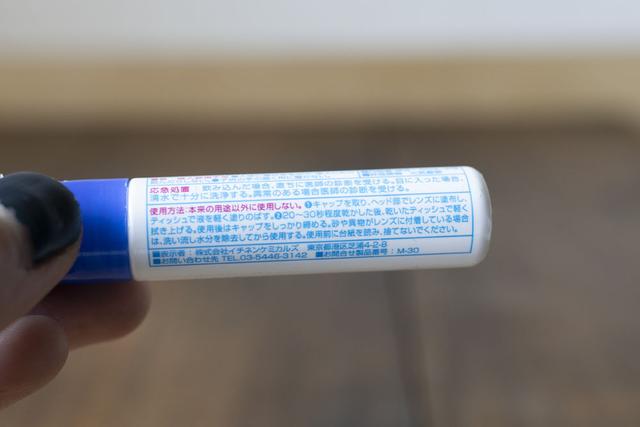 応急処置 飲み込んだ場合、直ちに医師の診断を受ける。目に入った場合、
清水で十分に洗浄する。異常のある場合医師の診断を受ける。
使用方法:本来の用途以外に使用しない。❶キャップを取り、ヘッド部でレンズに塗布し、
ティッシュで液を軽く塗りのばす。❷20〜30秒程度乾かした後、乾いたティッシュで軽く
拭き上げる。使用後はキャップをしっかり締める。砂や異物がレンズに付着している場合
は、洗い流し水分を除去してから使用する。使用前に台紙を読み、捨てないでください。
■表示者:株式会社イチネンケミカルズ 東京都港区芝浦4-2-8
■お問い合わせ先 TEL.03-5446-3142 ■お問合せ製品番号:M-30